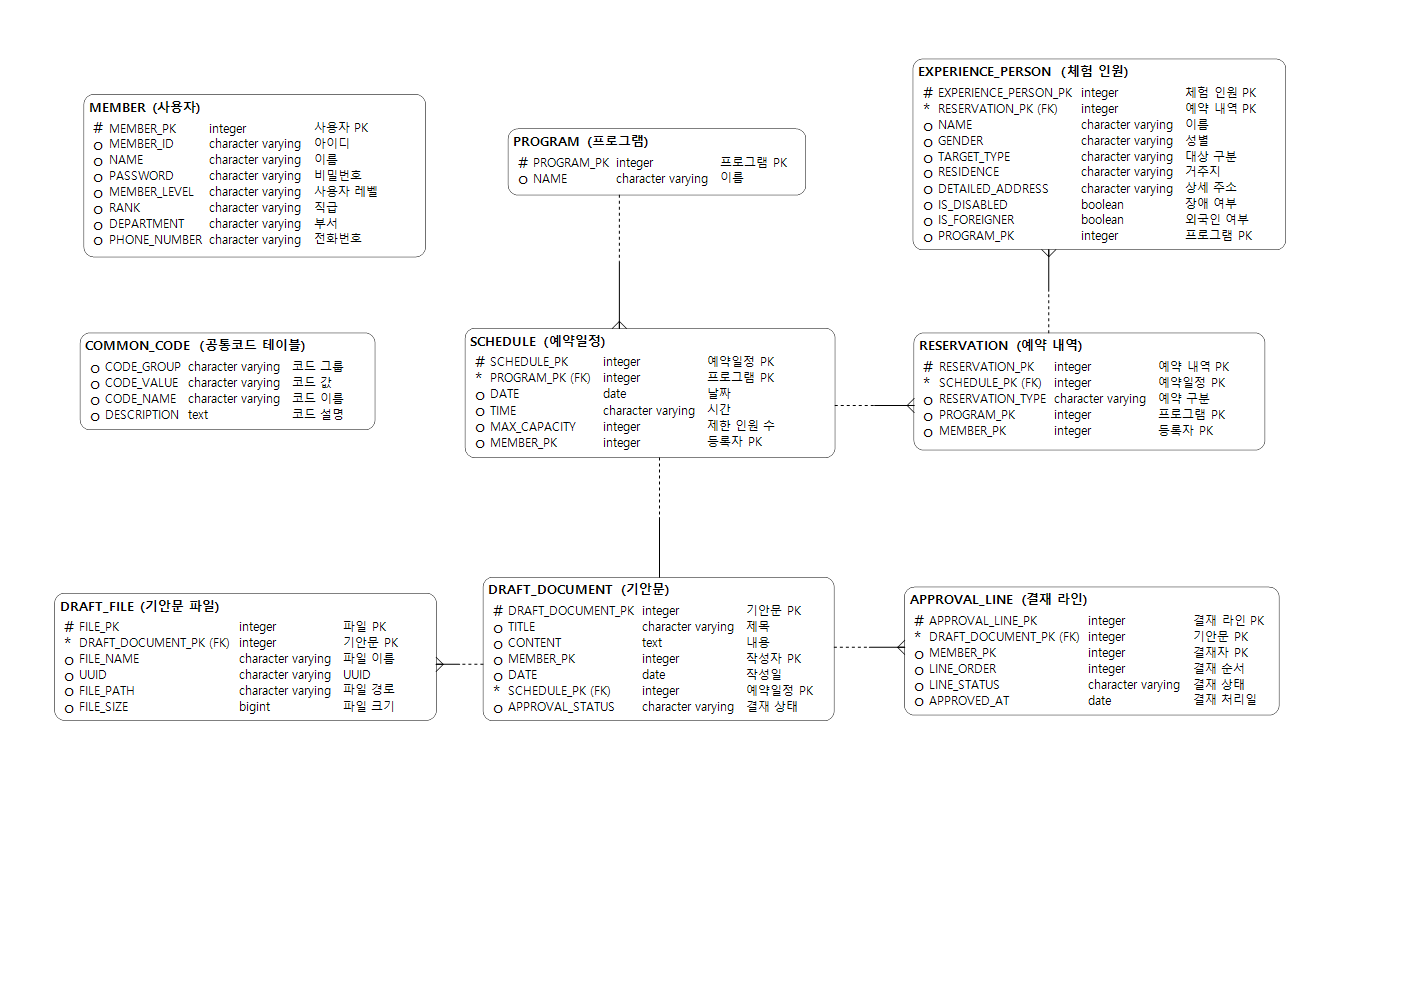 MEMBER (사용자)
# MEMBER_PK integer 사용자 PK
o MEMBER_ID character varying 아이디
o NAME character varying 이름
o PASSWORD character varying 비밀번호
o MEMBER_LEVEL character varying 사용자 레벨
o RANK character varying 직급
o DEPARTMENT character varying 부서
o PHONE_NUMBER character varying 전화번호
PROGRAM (프로그램)
# PROGRAM_PK integer 프로그램 PK
o NAME character varying 이름
EXPERIENCE_PERSON (체험 인원)
# EXPERIENCE_PERSON_PK integer 체험 인원 PK
* RESERVATION_PK (FK) integer 예약 내역 PK
o NAME character varying 이름
o GENDER character varying 성별
o TARGET_TYPE character varying 대상 구분
o RESIDENCE character varying 거주지
o DETAILED_ADDRESS character varying 상세 주소
o IS_DISABLED boolean 장애 여부
o IS_FOREIGNER boolean 외국인 여부
o PROGRAM_PK integer 프로그램 PK
COMMON_CODE (공통코드 테이블)
o CODE_GROUP character varying 코드 그룹
o CODE_VALUE character varying 코드 값
o CODE_NAME character varying 코드 이름
o DESCRIPTION text 코드 설명
SCHEDULE (예약일정)
# SCHEDULE_PK integer 예약일정 PK
* PROGRAM_PK (FK) integer 프로그램 PK
o DATE date 날짜
o TIME character varying 시간
o MAX_CAPACITY integer 제한 인원 수
o MEMBER_PK integer 등록자 PK
RESERVATION (예약 내역)
# RESERVATION_PK integer 예약 내역 PK
* SCHEDULE_PK (FK) integer 예약일정 PK
o RESERVATION_TYPE character varying 예약 구분
o PROGRAM_PK integer 프로그램 PK
o MEMBER_PK integer 등록자 PK
DRAFT_FILE (기안문 파일)
# FILE_PK integer 파일 PK
* DRAFT_DOCUMENT_PK (FK) integer 기안문 PK
o FILE_NAME character varying 파일 이름
o UUID character varying UUID
o FILE_PATH character varying 파일 경로
o FILE_SIZE bigint 파일 크기
DRAFT_DOCUMENT (기안문)
# DRAFT_DOCUMENT_PK integer 기안문 PK
o TITLE character varying 제목
o CONTENT text 내용
o MEMBER_PK integer 작성자 PK
o DATE date 작성일
* SCHEDULE_PK (FK) integer 예약일정 PK
o APPROVAL_STATUS character varying 결재 상태
APPROVAL_LINE (결재 라인)
# APPROVAL_LINE_PK integer 결재 라인 PK
* DRAFT_DOCUMENT_PK (FK) integer 기안문 PK
o MEMBER_PK integer 결재자 PK
o LINE_ORDER integer 결재 순서
o LINE_STATUS character varying 결재 상태
o APPROVED_AT date 결재 처리일